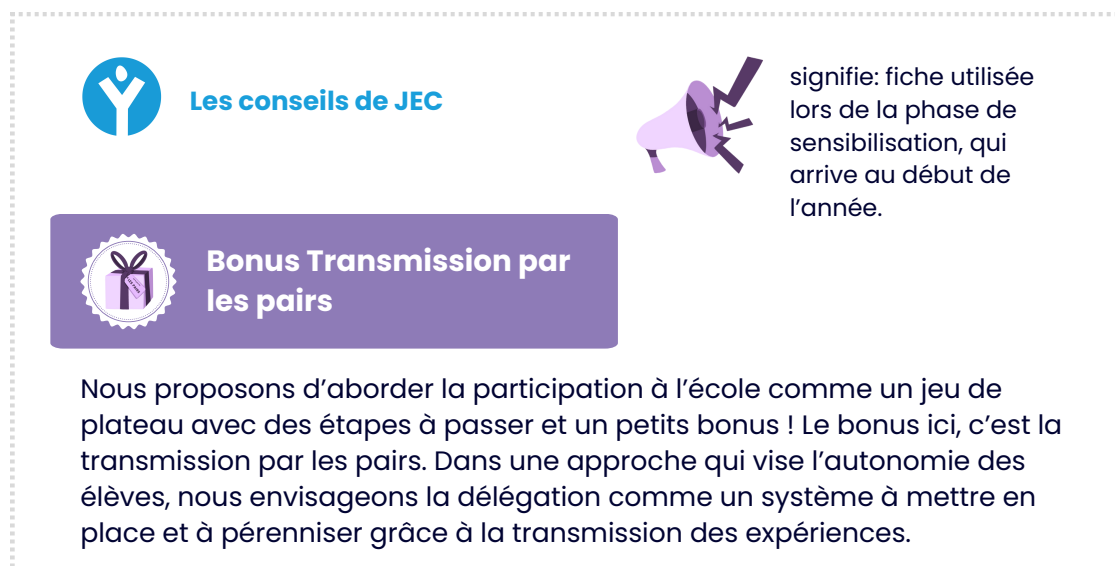 Les conseils de JEC
signifie: fiche utilisée
lors de la phase de
sensibilisation, qui
arrive au début de
l’année.
Bonus Transmission par
les pairs
Nous proposons d’aborder la participation à l’école comme un jeu de
plateau avec des étapes à passer et un petits bonus ! Le bonus ici, c’est la
transmission par les pairs. Dans une approche qui vise l’autonomie des
élèves, nous envisageons la délégation comme un système à mettre en
place et à pérenniser grâce à la transmission des expériences.